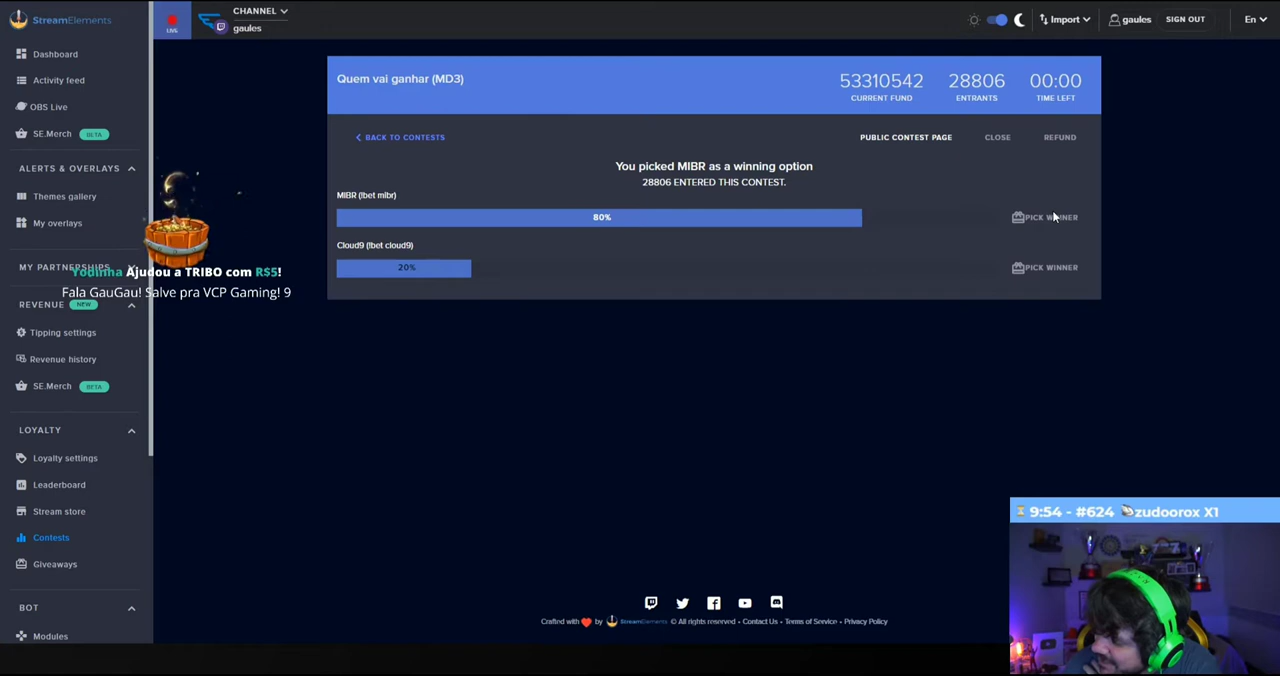 StreamElements
LIVE
CHANNEL
gaules
Import
gaules
SIGN OUT
En
Dashboard
Activity feed
OBS Live
SE.Merch BETA
ALERTS & OVERLAYS
Themes gallery
My overlays
MY PARTNERSHIPS
REVENUE NEW
Tipping settings
Revenue history
SE.Merch BETA
LOYALTY
Loyalty settings
Leaderboard
Stream store
Contests
Giveaways
BOT
Modules
Yodinha Ajudou a TRIBO com R$5!
Fala GauGau! Salve pra VCP Gaming! 9
Quem vai ganhar (MD3)
53310542 28806 00:00
CURRENT FUND ENTRANTS TIME LEFT
BACK TO CONTESTS
PUBLIC CONTEST PAGE CLOSE REFUND
You picked MIBR as a winning option
28806 ENTERED THIS CONTEST.
MIBR (!bet mibr)
80% PICK WINNER
Cloud9 (!bet cloud9)
20% PICK WINNER
9:54 - #624 zudoorox X1
Crafted with by StreamElements © All rights reserved Contact Us Terms of Service Privacy Policy